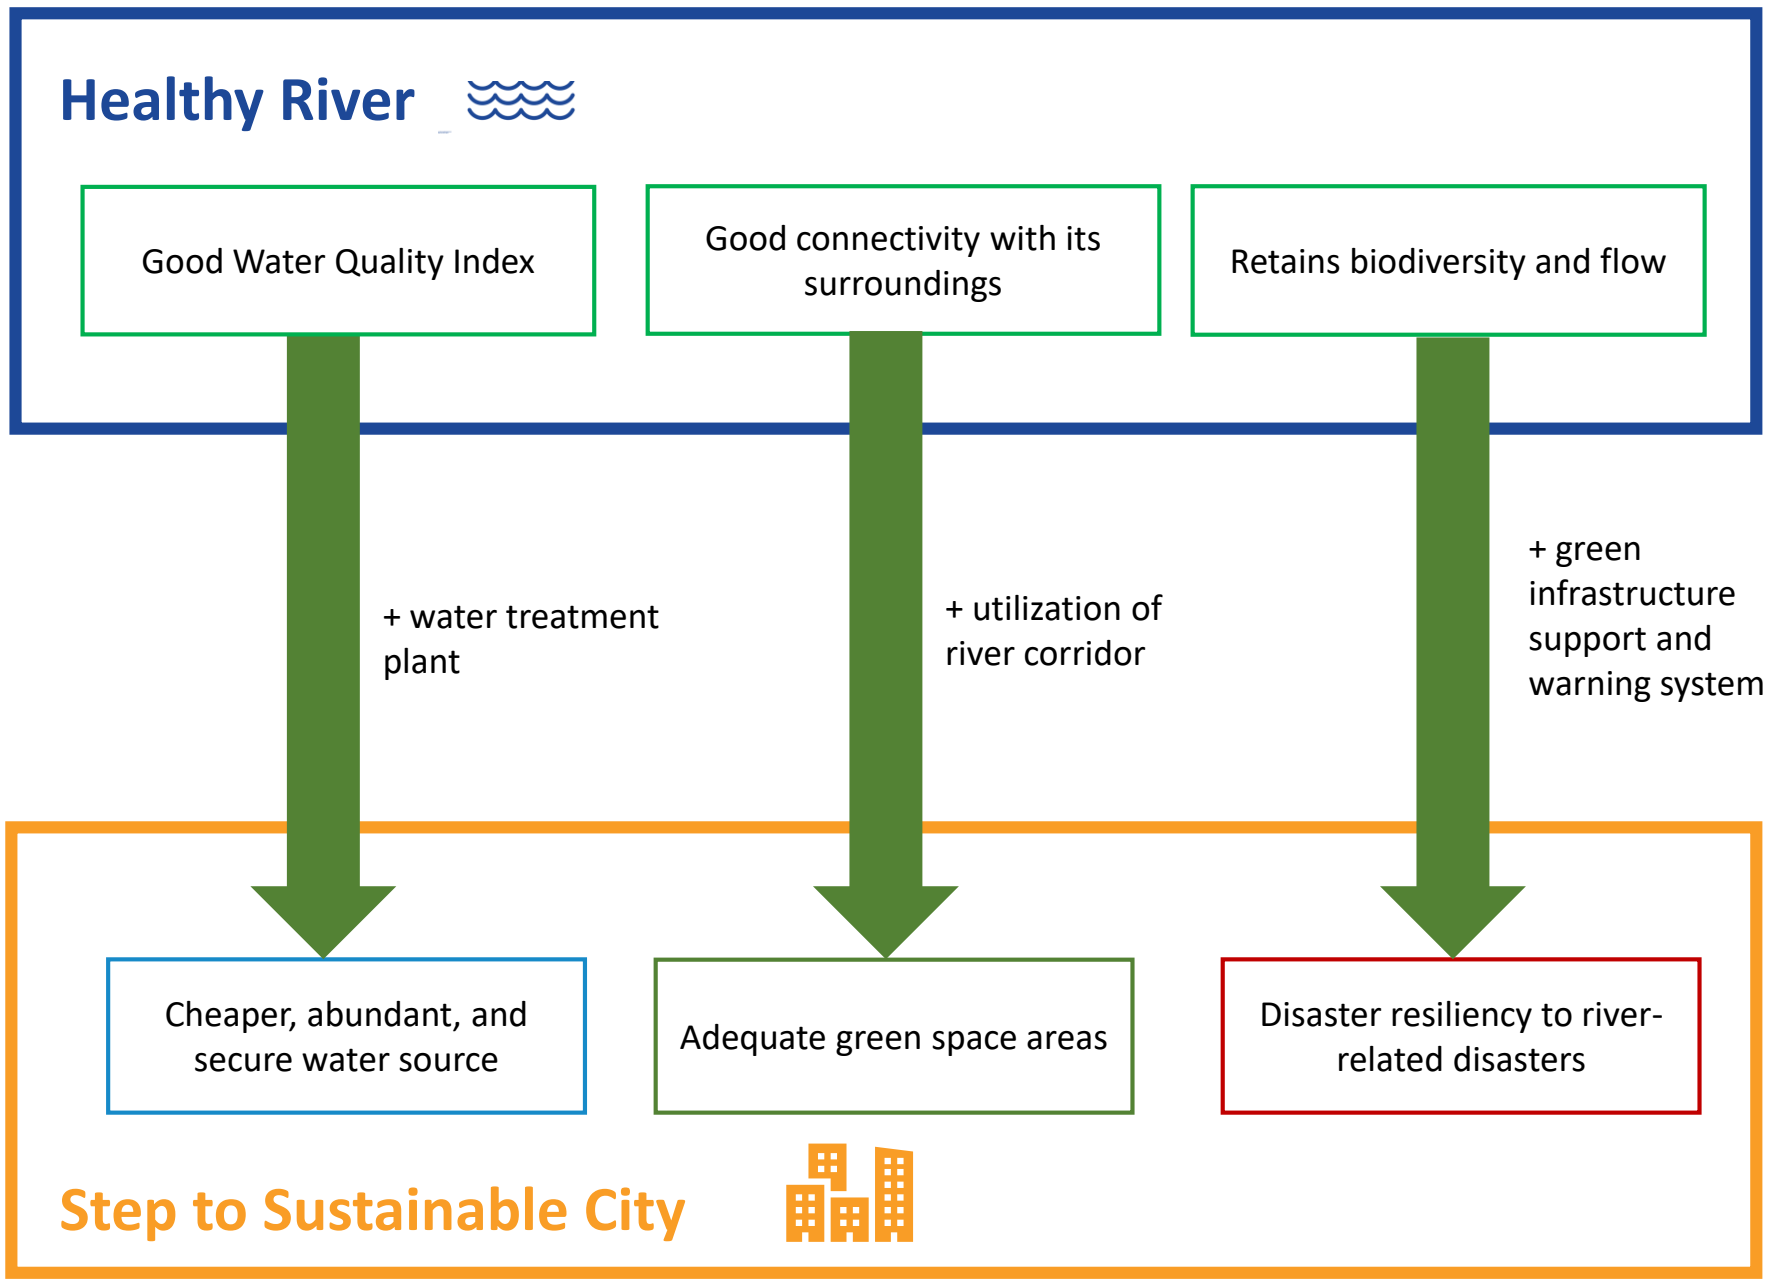 Healthy River
Good Water Quality Index
Good connectivity with its
surroundings
Retains biodiversity and flow
+ water treatment
plant
+ utilization of
river corridor
+ green
infrastructure
support and
warning system
Cheaper, abundant, and
secure water source
Adequate green space areas
Disaster resiliency to river-
related disasters
Step to Sustainable City